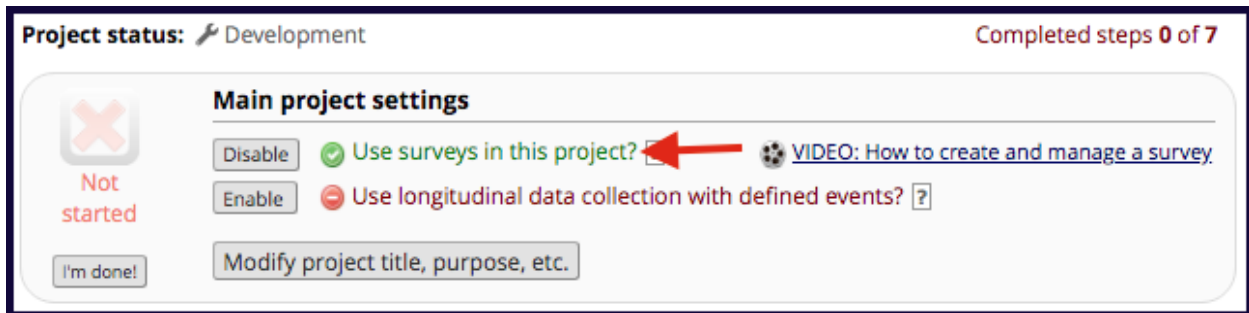 Project status: Development Completed steps 0 of 7
Main project settings
Disable Use surveys in this project? VIDEO: How to create and manage a survey
Not started
Enable Use longitudinal data collection with defined events? ?
I'm done!
Modify project title, purpose, etc.